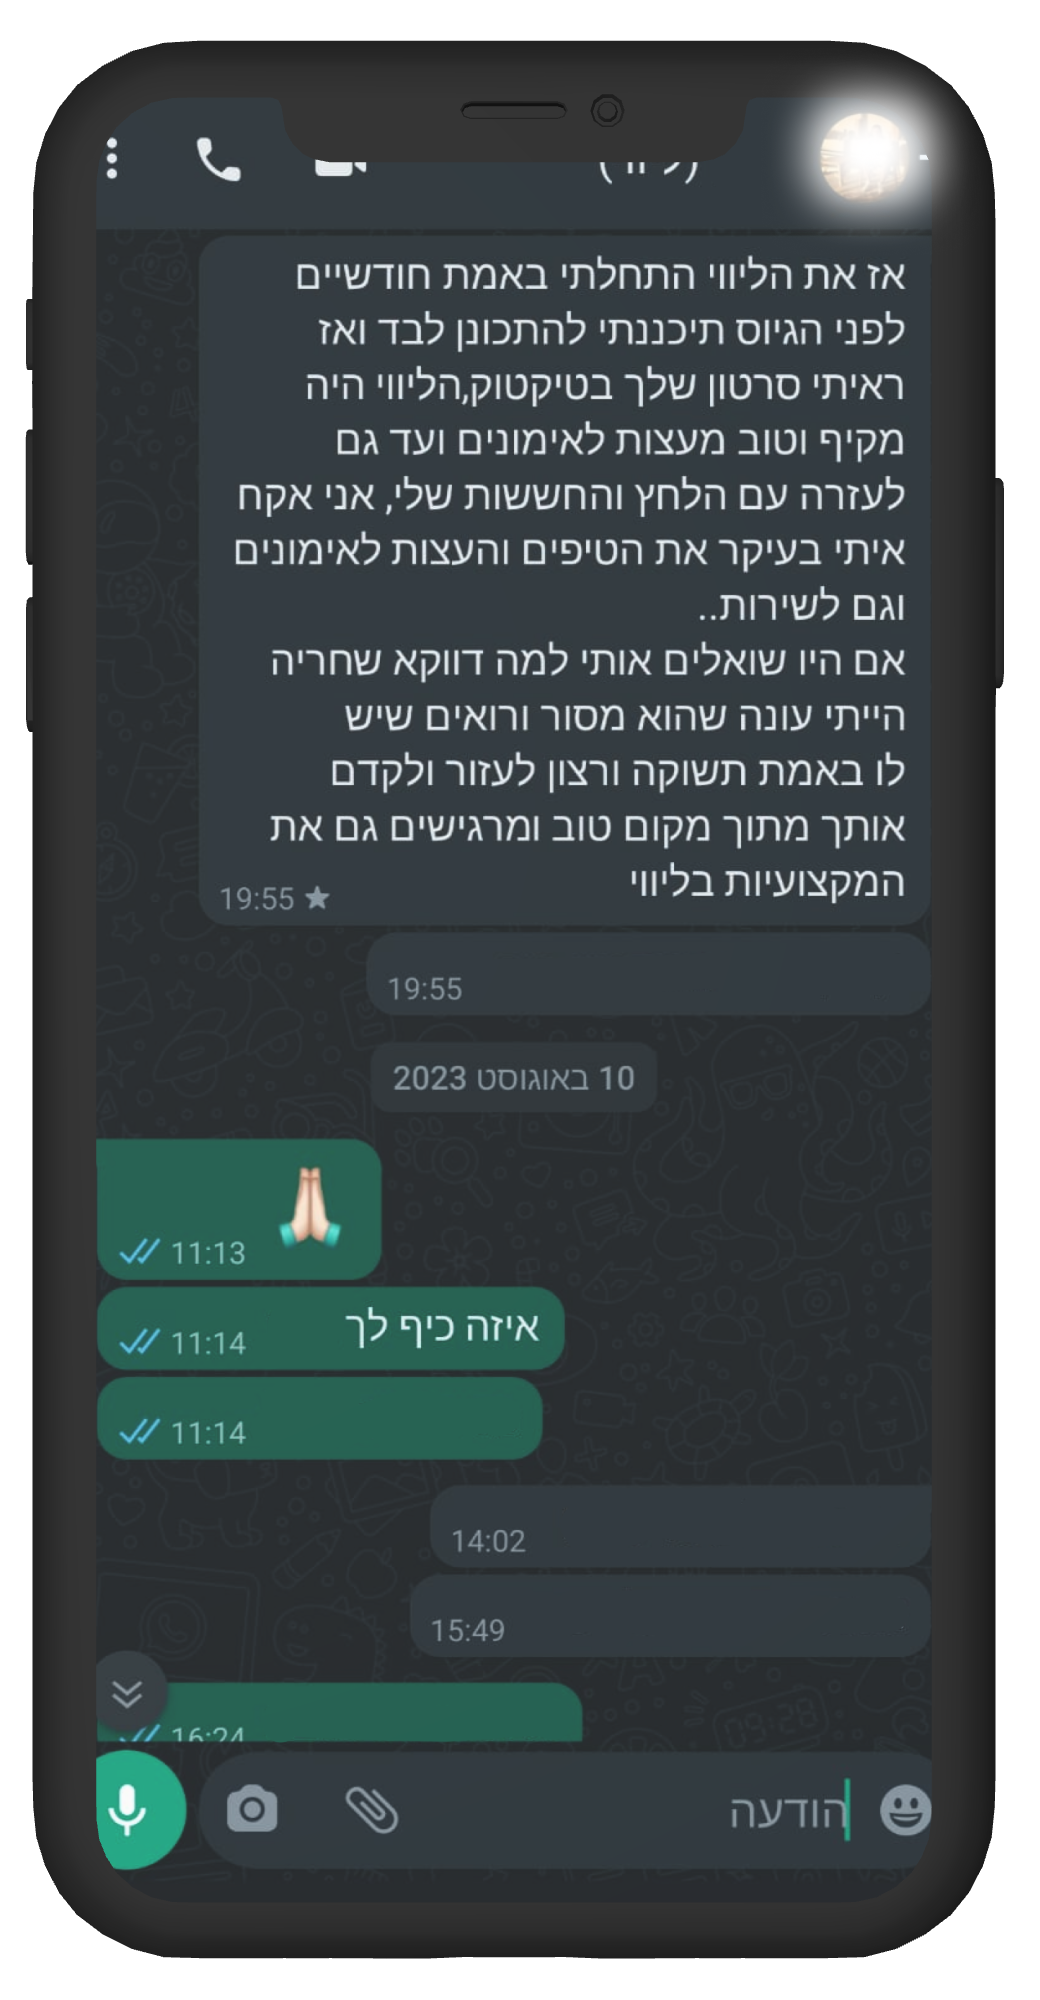 אז את הליווי התחלתי באמת חודשיים
לפני הגיוס תיכננתי להתכונן לבד ואז
ראיתי סרטון שלך בטיקטוק,הליווי היה
מקיף וטוב מעצות לאימונים ועד גם
לעזרה עם הלחץ והחששות שלי, אני אקח
איתי בעיקר את הטיפים והעצות לאימונים
וגם לשירות..
אם היו שואלים אותי למה דווקא שחריה
הייתי עונה שהוא מסור ורואים שיש
לו באמת תשוקה ורצון לעזור ולקדם
אותך מתוך מקום טוב ומרגישים גם את
המקצועיות בליווי
19:55
19:55
10 באוגוסט 2023
11:13
איזה כיף לך
11:14
11:14
14:02
15:49
16:24
הודעה